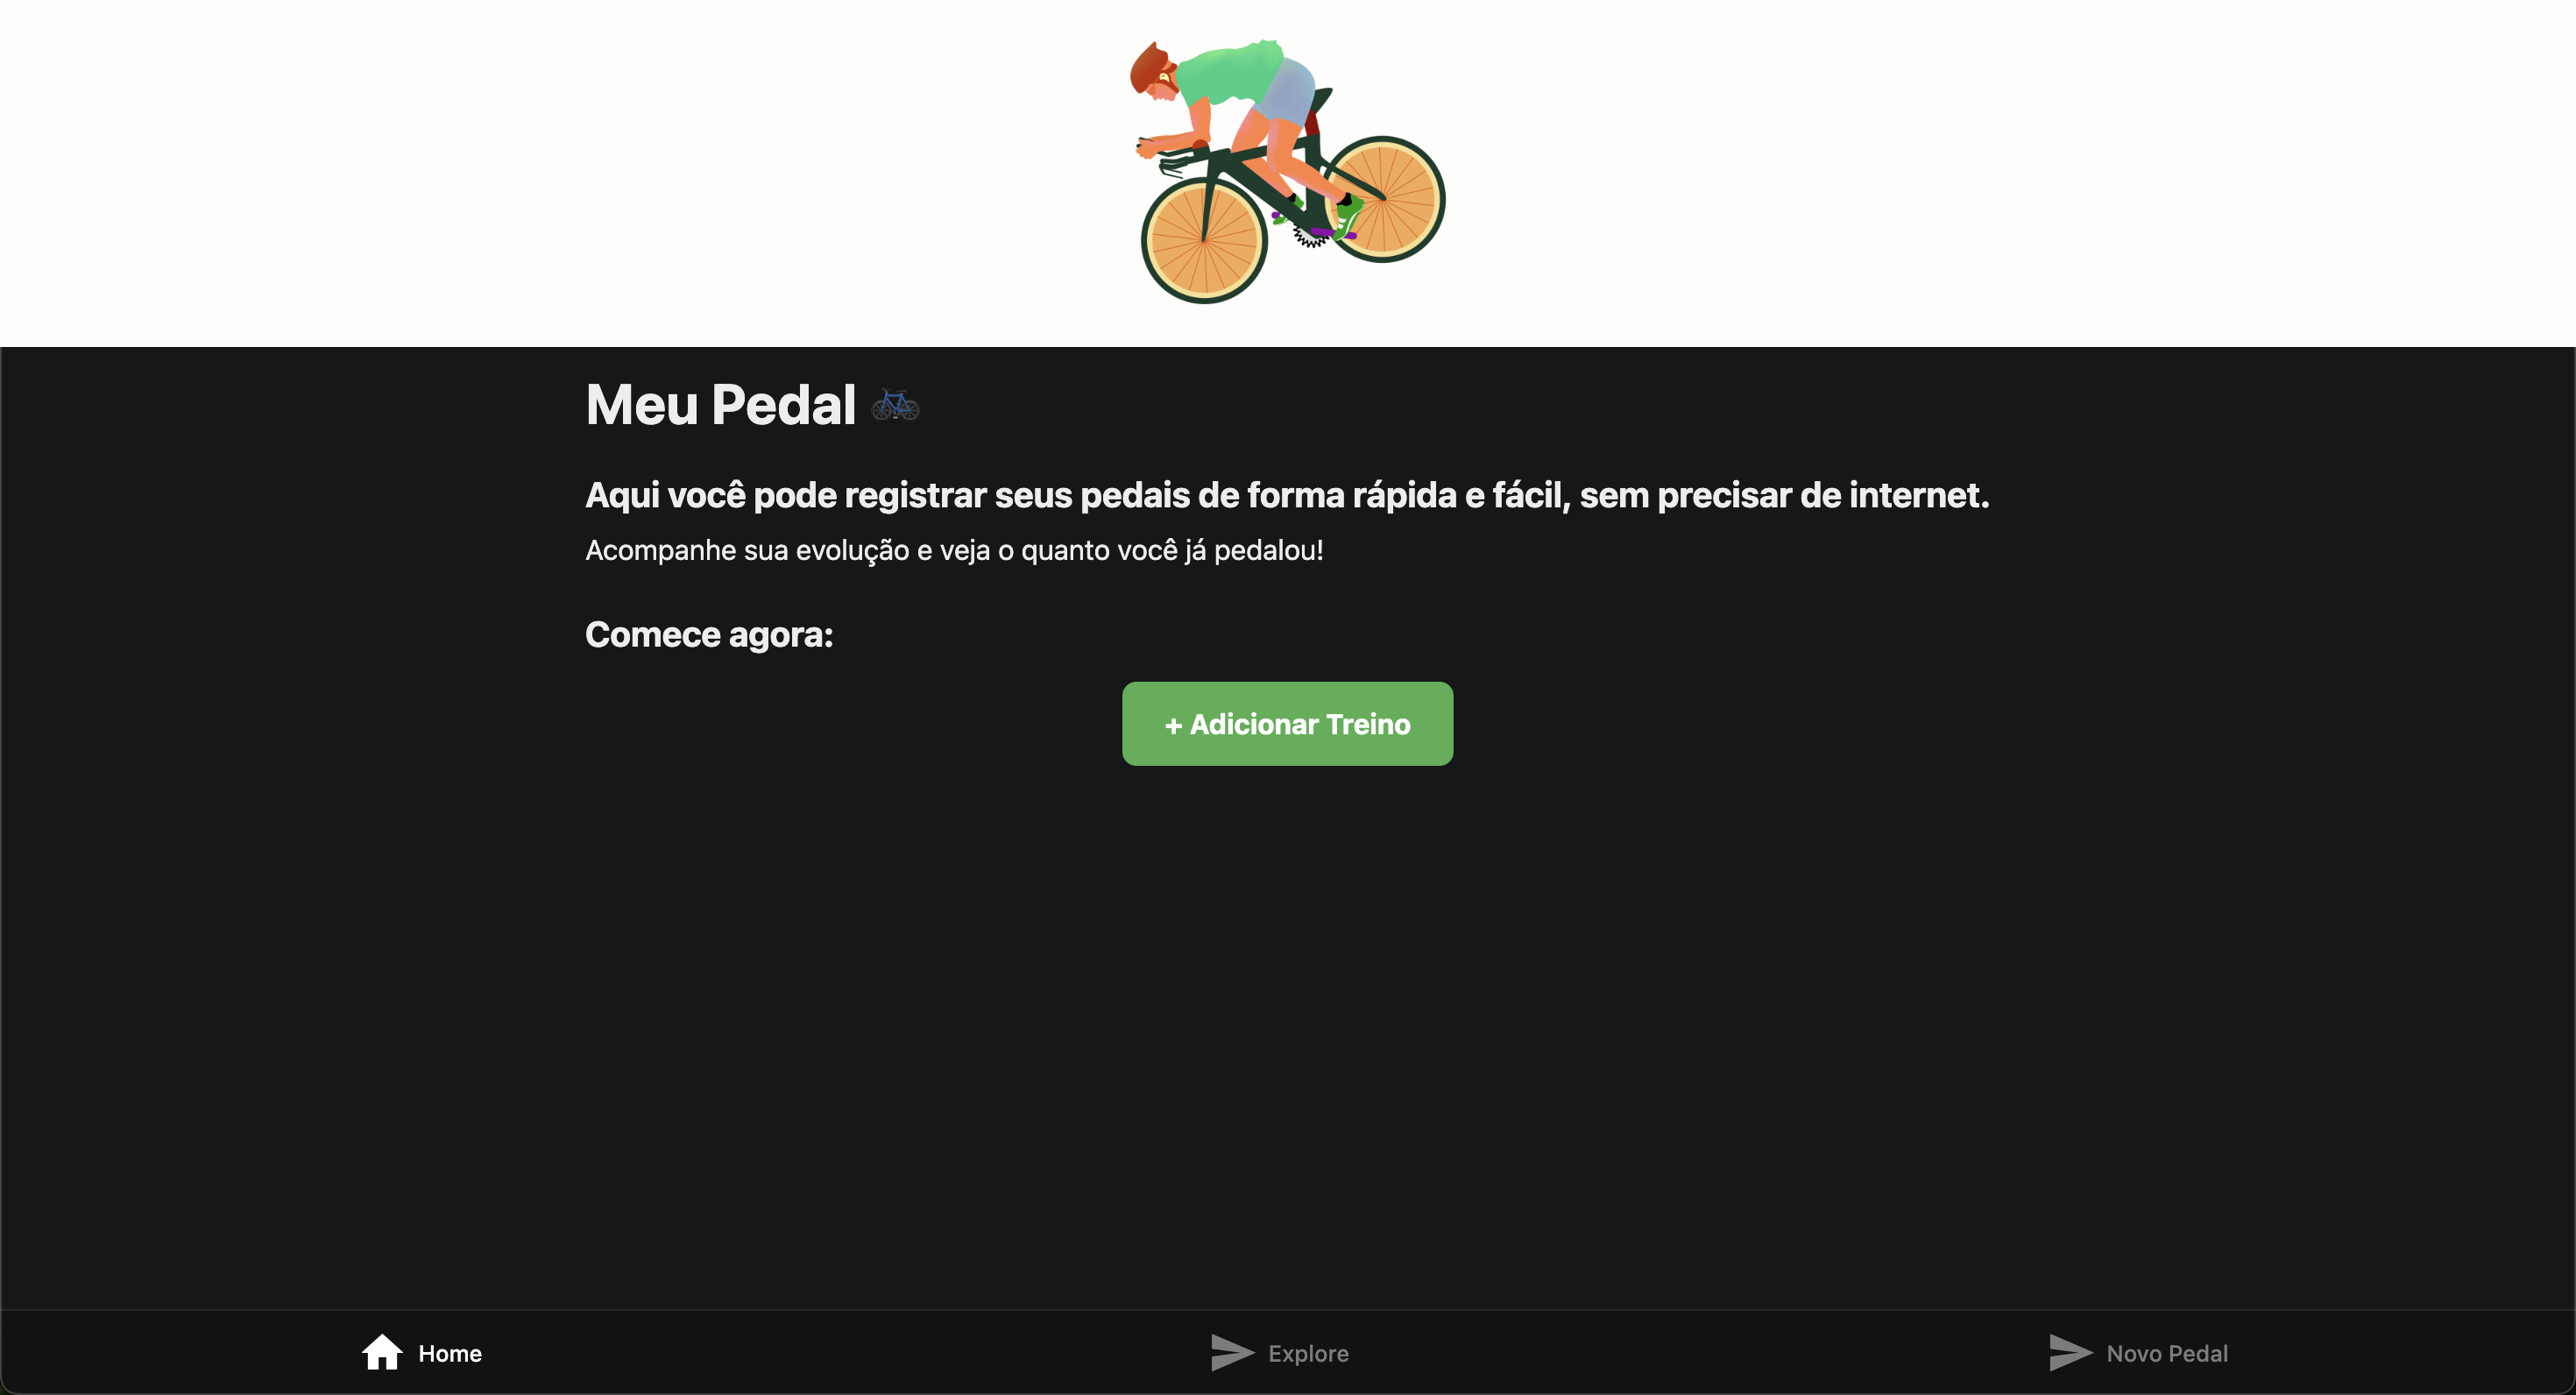 Meu Pedal
Aqui você pode registrar seus pedais de forma rápida e fácil, sem precisar de internet.
Acompanhe sua evolução e veja o quanto você já pedalou!
Comece agora:
+ Adicionar Treino
Home
Explore
Novo Pedal